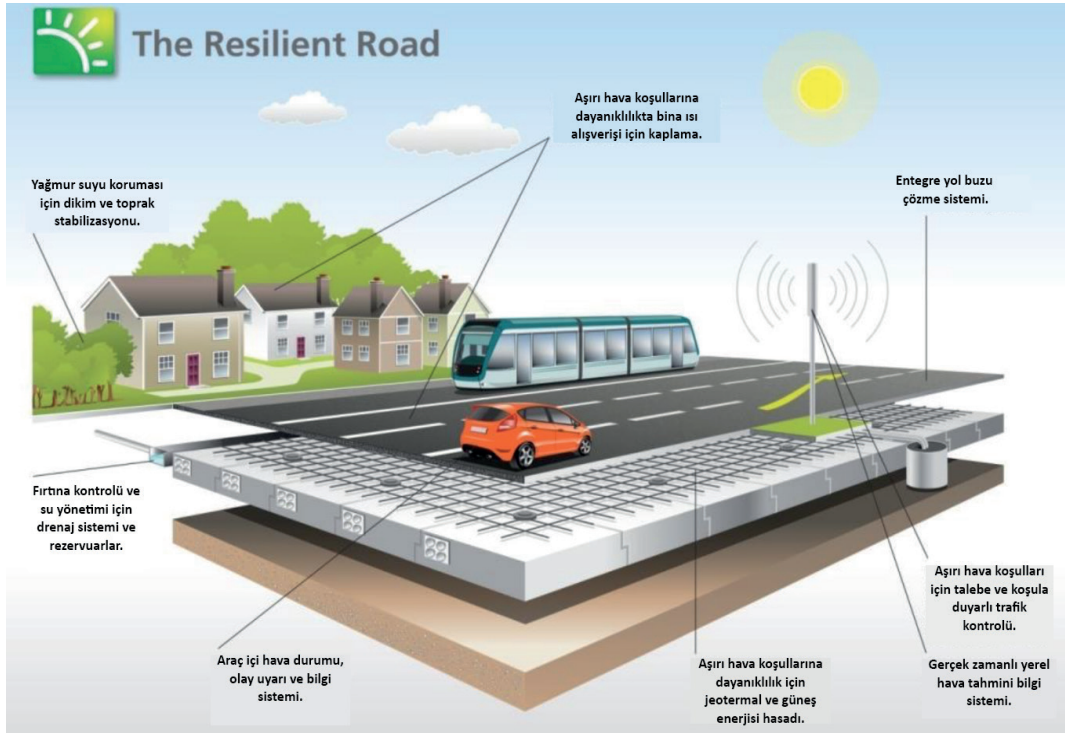 The Resilient Road
Aşırı hava koşullarına
dayanıklılıkta bina ısı
alışverişi için kaplama.
Yağmur suyu koruması
için dikim ve toprak
stabilizasyonu.
Entegre yol buzu
çözme sistemi.
Fırtına kontrolü ve
su yönetimi için
drenaj sistemi ve
rezervuarlar.
Araç içi hava durumu,
olay uyarı ve bilgi
sistemi.
Aşırı hava koşullarına
dayanıklılık için
jeotermal ve güneş
enerjisi hasadı.
Aşırı hava koşulları
için talebe ve koşula
duyarlı trafik
kontrolü.
Gerçek zamanlı yerel
hava tahmini bilgi
sistemi.